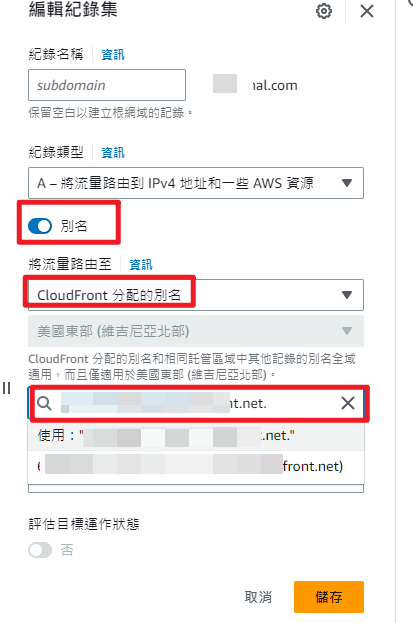 編輯紀錄集
紀錄名稱 資訊
subdomain
nal.com
保留空白以建立根網域的記錄。
紀錄類型 資訊
A – 將流量路由到 IPv4 地址和一些 AWS 資源
別名
將流量路由至 資訊
CloudFront 分配的別名
美國東部 (維吉尼亞北部)
CloudFront 分配的別名和相同託管區域中其他記錄的別名全域
通用，而且僅適用於美國東部 (維吉尼亞北部)。
nt.net.
使用："
.net."
front.net)
評估目標運作狀態
否
取消 儲存